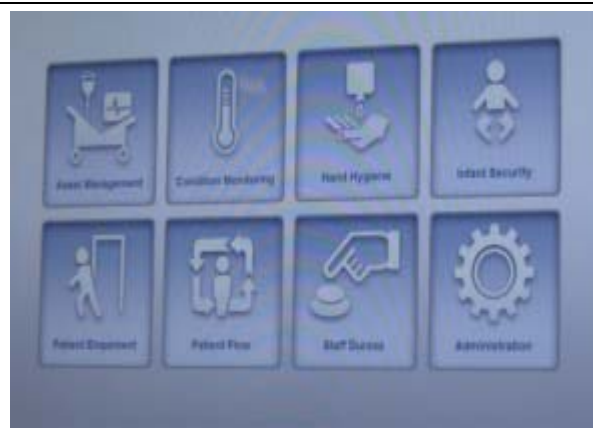 Asset Management
Condition Monitoring
Hand Hygiene
Infant Security
Patient Elopement
Patient Flow
Staff Duress
Administration